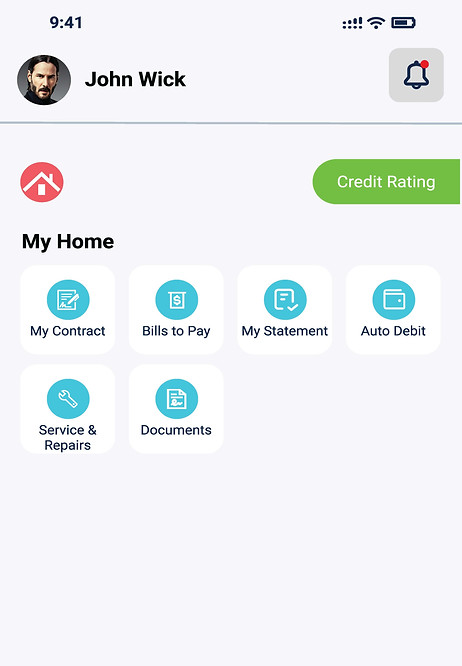 9:41
John Wick
Credit Rating
My Home
My Contract
Bills to Pay
My Statement
Auto Debit
Service &
Repairs
Documents